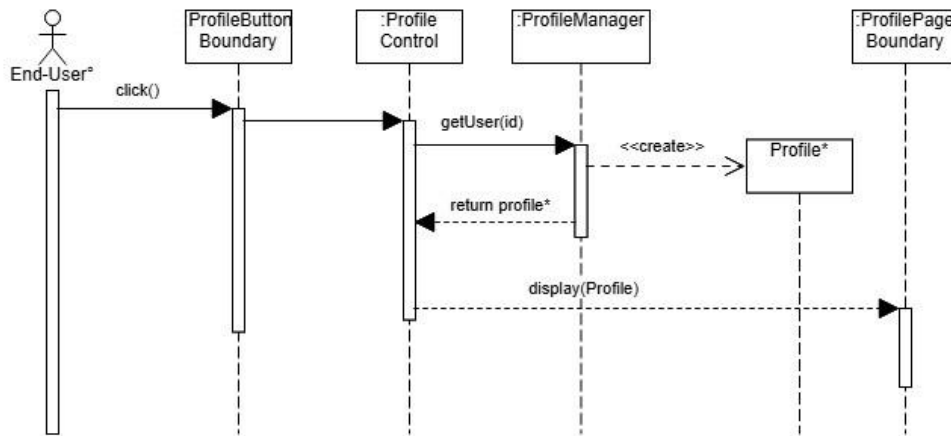 ProfileButton
Boundary
:Profile
Control
:ProfileManager
:ProfilePage
Boundary
End-User°
click()
getUser(id)
<<create>>
Profile*
return profile*
display(Profile)